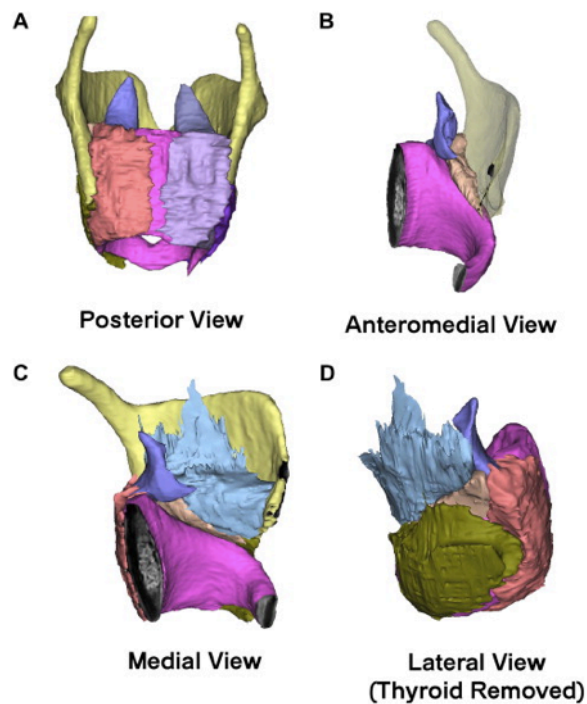 A
B
Posterior View
Anteromedial View
C
D
Medial View
Lateral View
(Thyroid Removed)